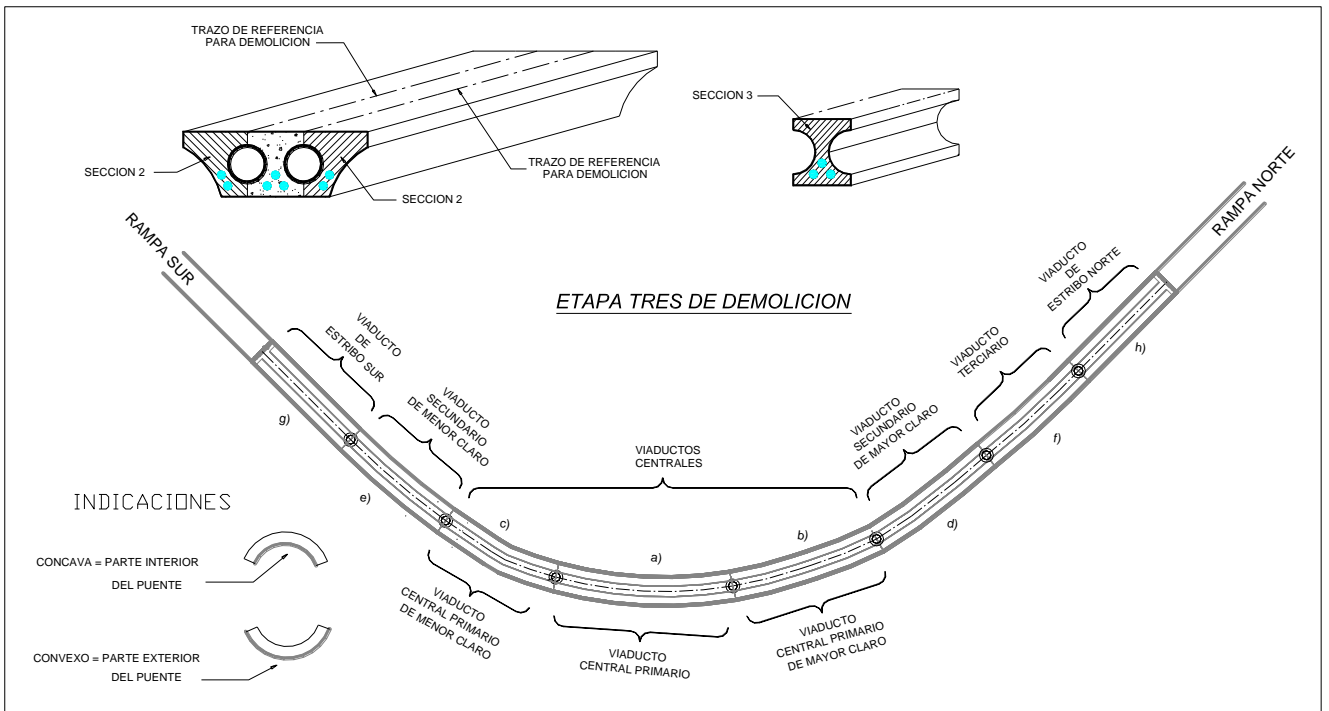 TRAZO DE REFERENCIA
PARA DEMOLICION
SECCION 2
SECCION 2
TRAZO DE REFERENCIA
PARA DEMOLICION
SECCION 3
RAMPA SUR
RAMPA NORTE
ETAPA TRES DE DEMOLICION
VIADUCTO
DE
ESTRIBO SUR
VIADUCTO
SECUNDARIO
DE MENOR CLARO
VIADUCTOS
CENTRALES
VIADUCTO
SECUNDARIO
DE MAYOR CLARO
VIADUCTO
TERCIARIO
VIADUCTO
DE
ESTRIBO NORTE
g)
e)
c)
a)
b)
d)
f)
h)
VIADUCTO
CENTRAL PRIMARIO
DE MENOR CLARO
VIADUCTO
CENTRAL PRIMARIO
VIADUCTO
CENTRAL PRIMARIO
DE MAYOR CLARO
INDICACIONES
CONCAVA = PARTE INTERIOR
DEL PUENTE
CONVEXO = PARTE EXTERIOR
DEL PUENTE